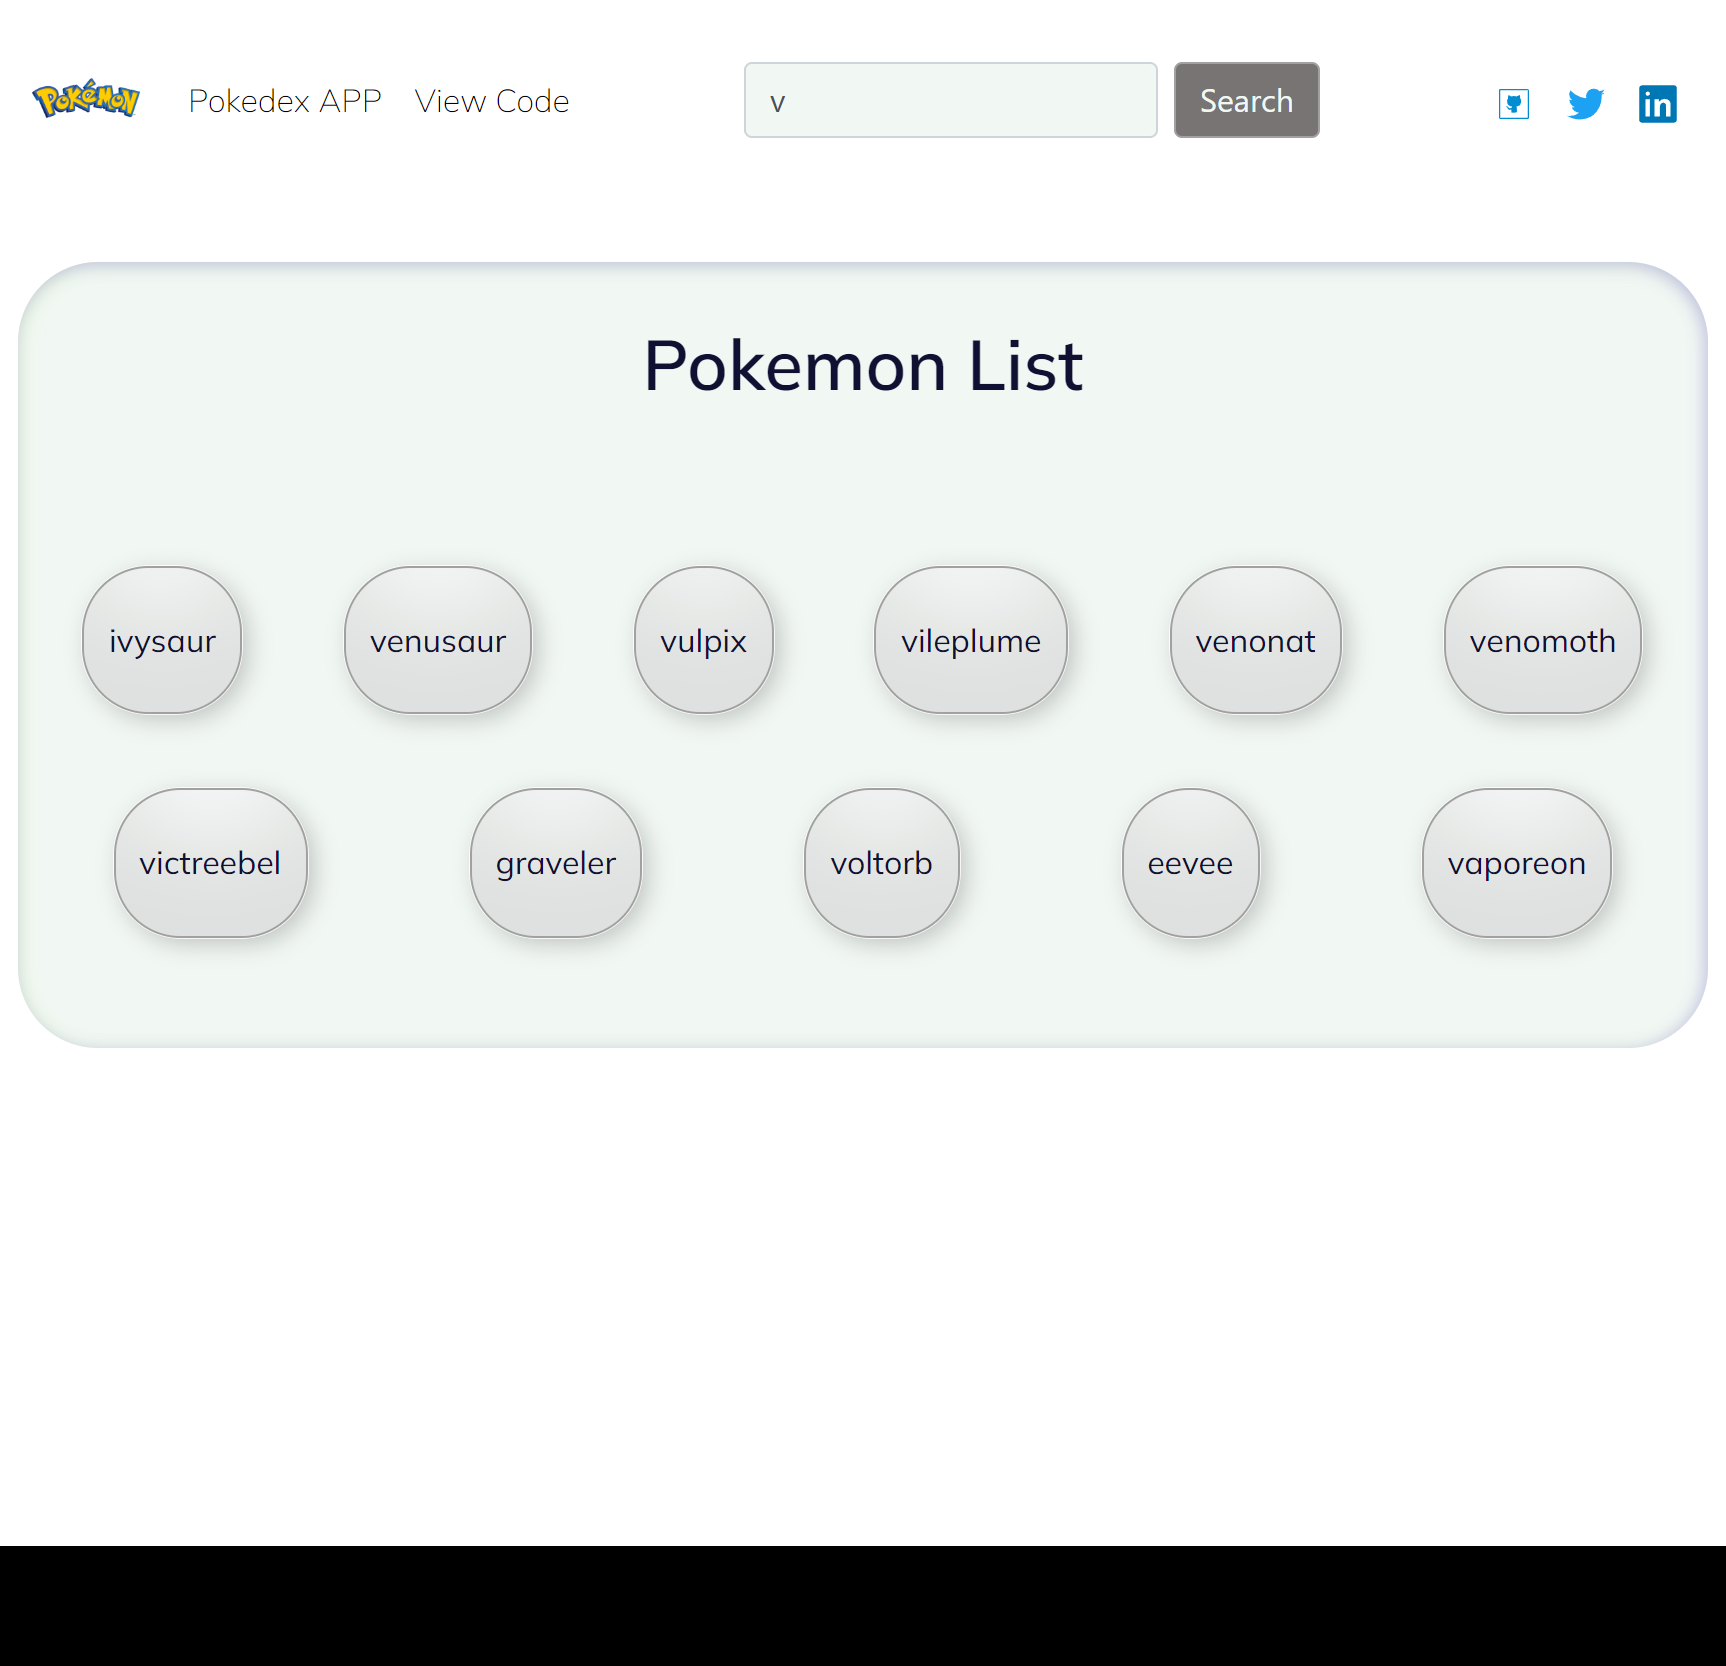 Pokémon Pokedex APP View Code v Search in
Pokemon List
ivysaur venusaur vulpix vileplume venonat venomoth
victreebel graveler voltorb eevee vaporeon